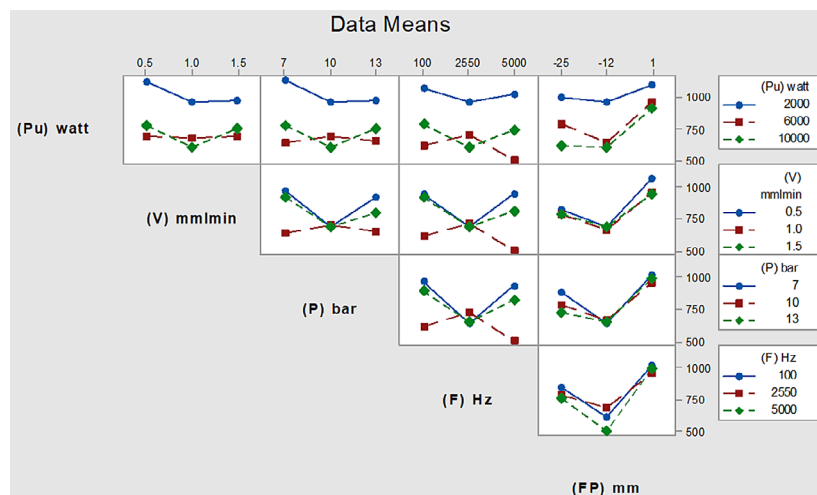 Data Means
0.5 1.0 1.5 7 10 13 100 2550 5000 -25 -12 1
(Pu) watt
1000
750
500
(Pu) watt
2000
6000
10000
(V) mmlmin
1000
750
500
(V)
mmlmin
0.5
1.0
1.5
(P) bar
1000
750
500
(P) bar
7
10
13
(F) Hz
1000
750
500
(F) Hz
100
2550
5000
(FP) mm